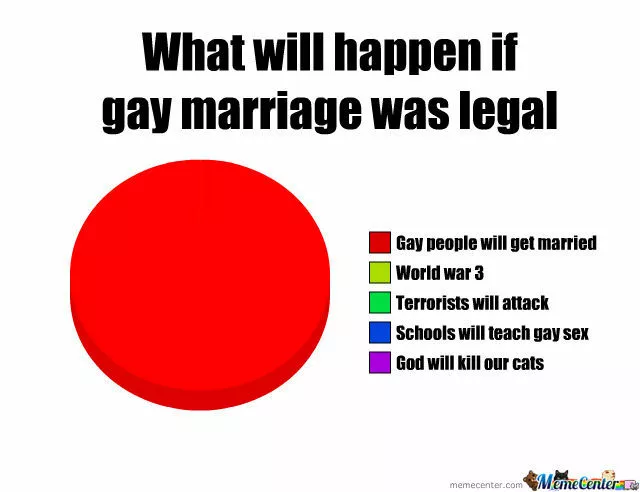 What will happen if
gay marriage was legal
Gay people will get married
World war 3
Terrorists will attack
Schools will teach gay sex
God will kill our cats
memecenter.com MemeCenter